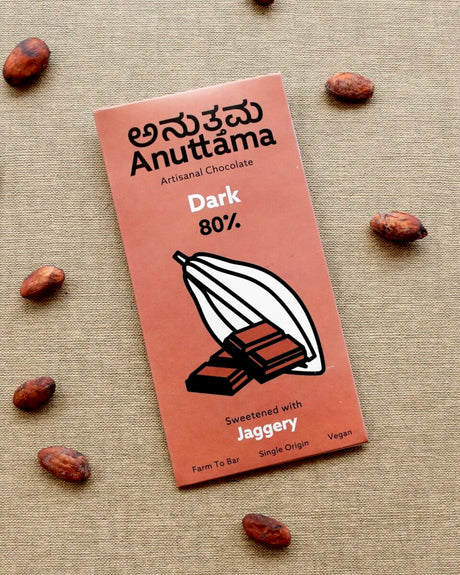 ಅನುತ್ತಮ
Anuttama
Artisanal Chocolate
Dark
80%
Sweetened with
Jaggery
Farm To Bar Single Origin Vegan